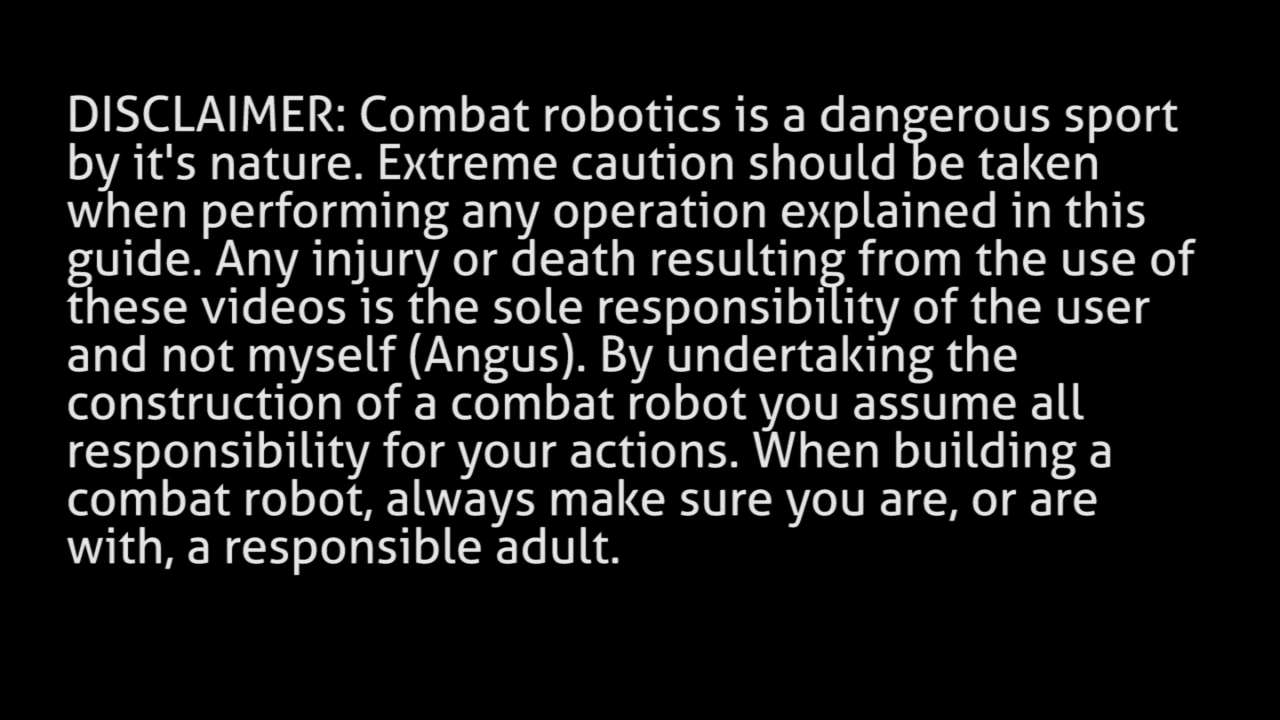 DISCLAIMER: Combat robotics is a dangerous sport
by it's nature. Extreme caution should be taken
when performing any operation explained in this
guide. Any injury or death resulting from the use of
these videos is the sole responsibility of the user
and not myself (Angus). By undertaking the
construction of a combat robot you assume all
responsibility for your actions. When building a
combat robot, always make sure you are, or are
with, a responsible adult.